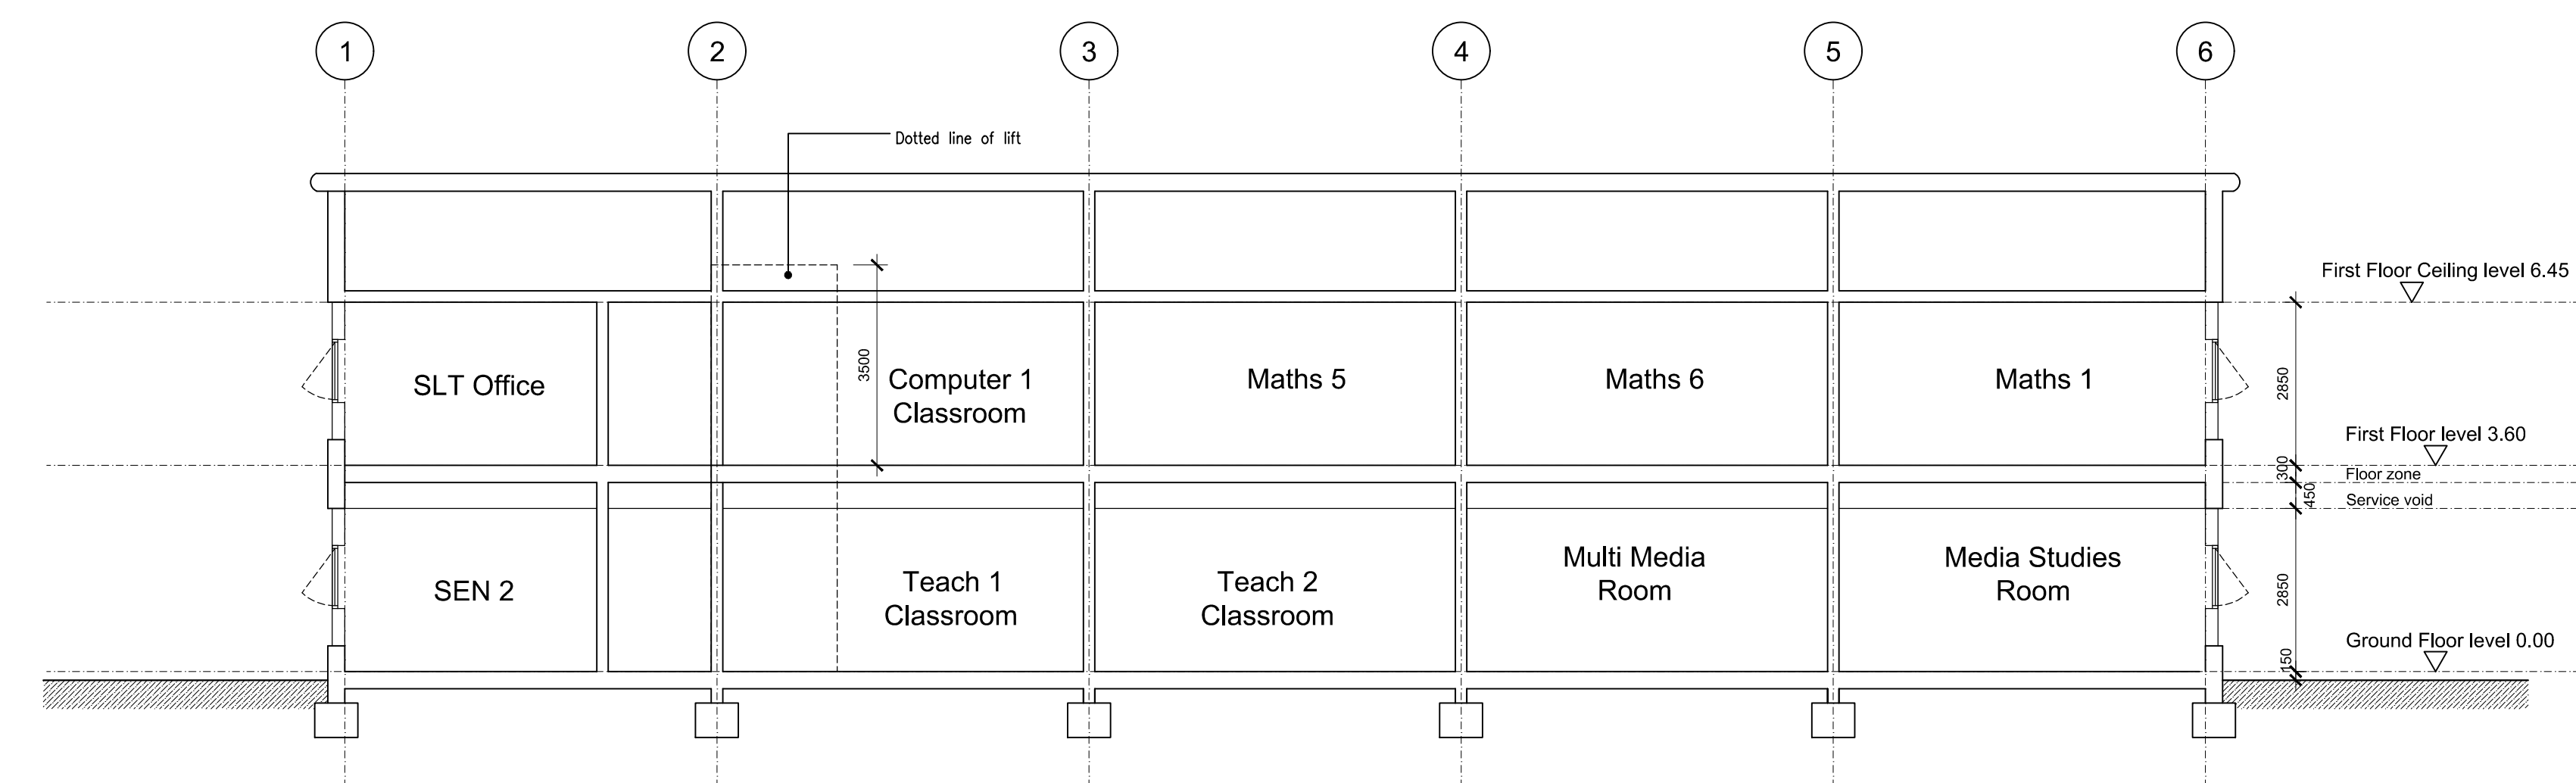 1
2
3
4
5
6
Dotted line of lift
First Floor Ceiling level 6.45
3500
SLT Office
Computer 1
Classroom
Maths 5
Maths 6
Maths 1
2850
First Floor level 3.60
300
Floor zone
450
Service void
SEN 2
Teach 1
Classroom
Teach 2
Classroom
Multi Media
Room
Media Studies
Room
2850
Ground Floor level 0.00
150